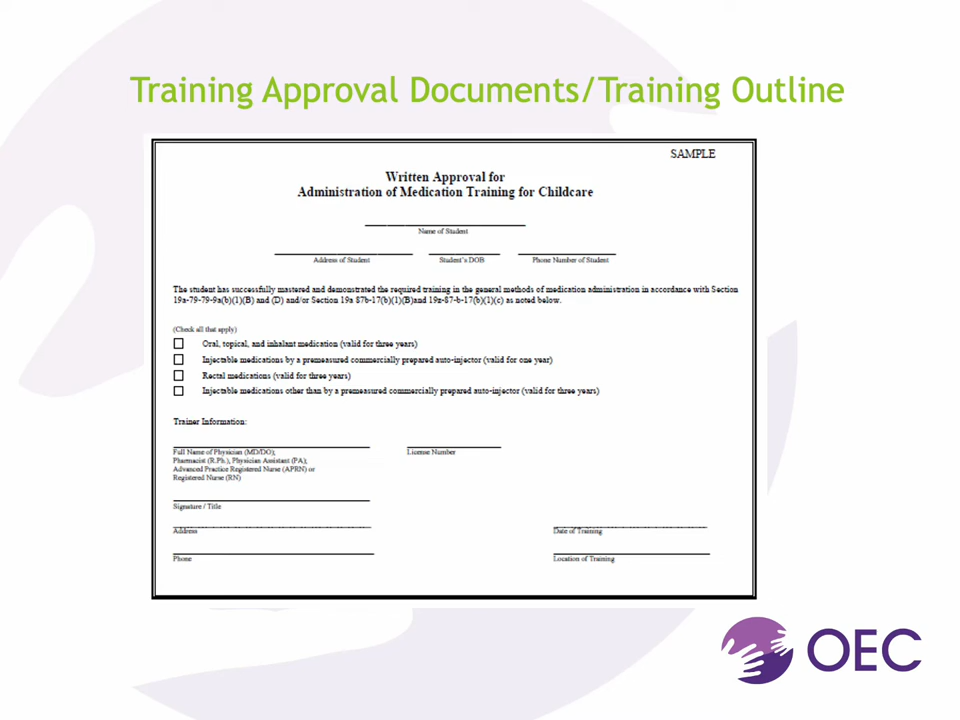 Training Approval Documents/Training Outline
SAMPLE
Written Approval for
Administration of Medication Training for Childcare
Name of Student
Address of Student Student's DOB Phone Number of Student
The student has successfully mastered and demonstrated the required training in the general methods of medication administration in accordance with Section
19a-79-79-9a(b)(1)(B) and (D) and/or Section 19a 87b-17(b)(1)(B)and 19z-87-b-17(b)(1)(c) as noted below.
(Check all that apply)
Oral, topical, and inhalant medication (valid for three years)
Injectable medications by a premeasured commercially prepared auto-injector (valid for one year)
Rectal medications (valid for three years)
Injectable medications other than by a premeasured commercially prepared auto-injector (valid for three years)
Trainer Information:
Full Name of Physician (MD/DO); License Number
Pharmacist (R.Ph.), Physician Assistant (PA);
Advanced Practice Registered Nurse (APRN) or
Registered Nurse (RN)
Signature / Title
Address Date of Training
Phone Location of Training
OEC